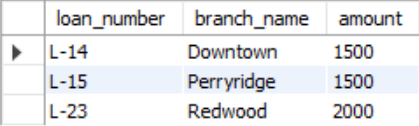 loan_number branch_name amount
L-14 Downtown 1500
L-15 Perryridge 1500
L-23 Redwood 2000